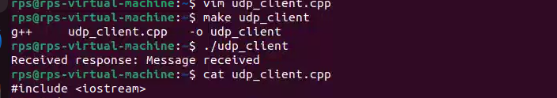 rps@rps-virtual-machine:~$ vim udp_client.cpp
rps@rps-virtual-machine:~$ make udp_client
g++     udp_client.cpp   -o udp_client
rps@rps-virtual-machine:~$ ./udp_client
Received response: Message received
rps@rps-virtual-machine:~$ cat udp_client.cpp
#include <iostream>